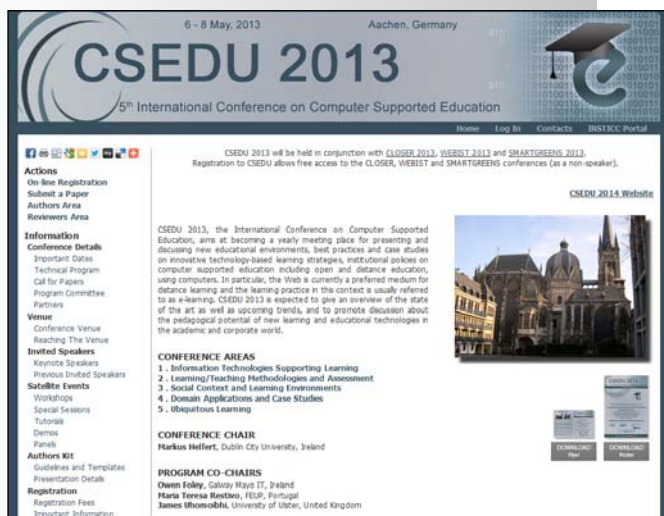 6 - 8 May, 2013
Aachen, Germany
CSEDU 2013
5th International Conference on Computer Supported Education
Home Log In Contacts INSTICC Portal
Actions
On-line Registration
Submit a Paper
Authors Area
Reviewers Area
Information
Conference Details
Important Dates
Technical Program
Call for Papers
Program Committee
Partners
Venue
Conference Venue
Reaching The Venue
Invited Speakers
Keynote Speakers
Previous Invited Speakers
Satellite Events
Workshops
Special Sessions
Tutorials
Demos
Panels
Authors Kit
Guidelines and Templates
Presentation Details
Registration
Registration Fees
Important Information
CSEDU 2013 will be held in conjunction with CLOSER 2013, WEBIST 2013 and SMARTGREENS 2013.
Registration to CSEDU allows free access to the CLOSER, WEBIST and SMARTGREENS conferences (as a non-speaker).
CSEDU 2014 Website
CSEDU 2013, the International Conference on Computer Supported
Education, aims at becoming a yearly meeting place for presenting and
discussing new educational environments, best practices and case studies
on innovative technology-based learning strategies, institutional policies on
computer supported education including open and distance education,
using computers. In particular, the Web is currently a preferred medium for
distance learning and the learning practice in this context is usually referred
to as e-learning. CSEDU 2013 is expected to give an overview of the state
of the art as well as upcoming trends, and to promote discussion about
the pedagogical potential of new learning and educational technologies in
the academic and corporate world.
CONFERENCE AREAS
1 . Information Technologies Supporting Learning
2 . Learning/Teaching Methodologies and Assessment
3 . Social Context and Learning Environments
4 . Domain Applications and Case Studies
5 . Ubiquitous Learning
CONFERENCE CHAIR
Markus Helfert, Dublin City University, Ireland
PROGRAM CO-CHAIRS
Owen Foley, Galway Mayo IT, Ireland
Maria Teresa Restivo, FEUP, Portugal
James Uhomoibhi, University of Ulster, United Kingdom
DOWNLOAD
Flyer
DOWNLOAD
Poster